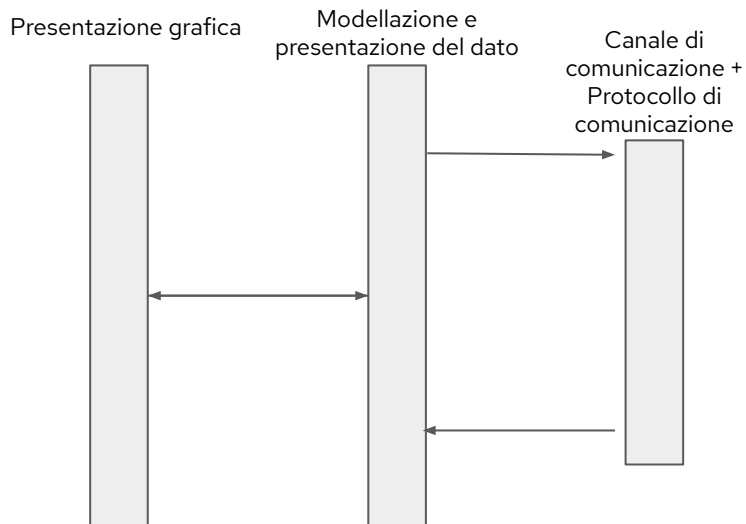 Presentazione grafica
Modellazione e
presentazione del dato
Canale di
comunicazione +
Protocollo di
comunicazione